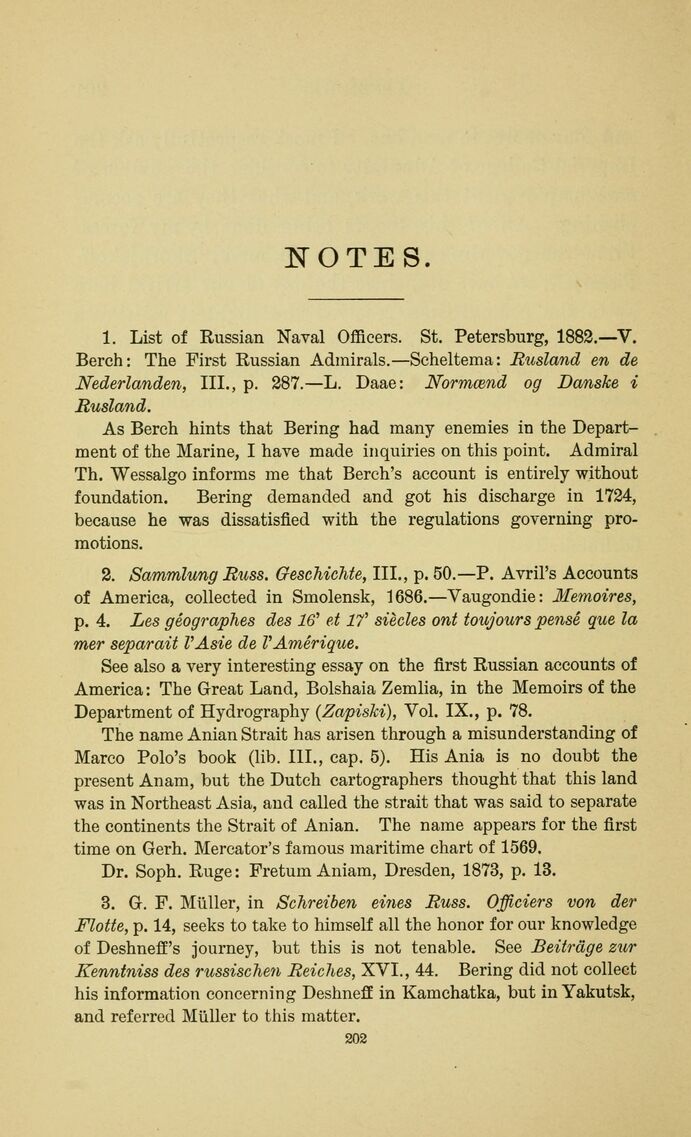 NOTES.
1. List of Russian Naval Officers. St. Petersburg, 1882.—V.
Berch: The First Russian Admirals.—Scheltema: Rusland en de
Nederlanden, III., p. 287.—L. Daae: Normœnd og Danske i
Rusland.
As Berch hints that Bering had many enemies in the Depart-
ment of the Marine, I have made inquiries on this point. Admiral
Th. Wessalgo informs me that Berch's account is entirely without
foundation. Bering demanded and got his discharge in 1724,
because he was dissatisfied with the regulations governing pro-
motions.
2. Sammlung Russ. Geschichte, III., p. 50.—P. Avril's Accounts
of America, collected in Smolensk, 1686.—Vaugondie: Memoires,
p. 4. Les géographes des 16' et 17' siècles ont toujours pensé que la
mer separait l'Asie de l'Amérique.
See also a very interesting essay on the first Russian accounts of
America: The Great Land, Bolshaia Zemlia, in the Memoirs of the
Department of Hydrography (Zapiski), Vol. IX., p. 78.
The name Anian Strait has arisen through a misunderstanding of
Marco Polo's book (lib. III., cap. 5). His Ania is no doubt the
present Anam, but the Dutch cartographers thought that this land
was in Northeast Asia, and called the strait that was said to separate
the continents the Strait of Anian. The name appears for the first
time on Gerh. Mercator's famous maritime chart of 1569.
Dr. Soph. Ruge: Fretum Aniam, Dresden, 1873, p. 13.
3. G. F. Müller, in Schreiben eines Russ. Officiers von der
Flotte, p. 14, seeks to take to himself all the honor for our knowledge
of Deshneff's journey, but this is not tenable. See Beiträge zur
Kenntniss des russischen Reiches, XVI., 44. Bering did not collect
his information concerning Deshneff in Kamchatka, but in Yakutsk,
and referred Müller to this matter.
202